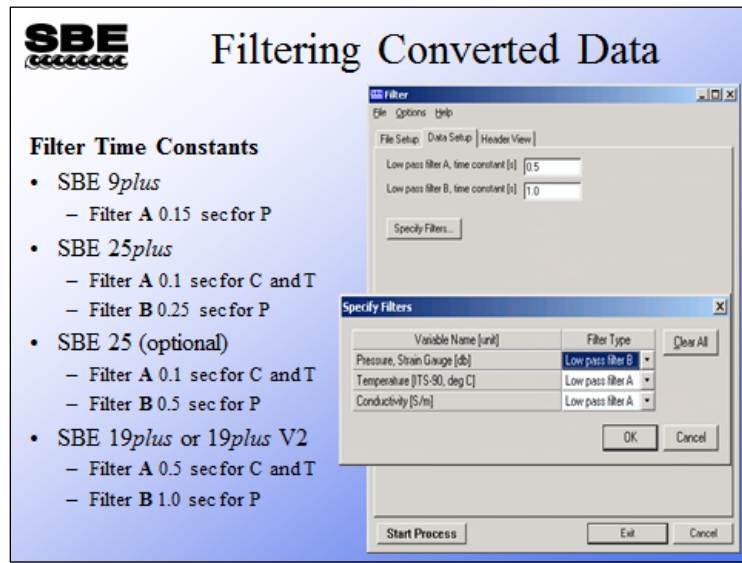 SBE
Filtering Converted Data
Filter Time Constants
• SBE 9plus
– Filter A 0.15 sec for P
• SBE 25plus
– Filter A 0.1 sec for C and T
– Filter B 0.25 sec for P
• SBE 25 (optional)
– Filter A 0.1 sec for C and T
– Filter B 0.5 sec for P
• SBE 19plus or 19plus V2
– Filter A 0.5 sec for C and T
– Filter B 1.0 sec for P
Filter
File Options Help
File Setup Data Setup Header View
Low pass filter A, time constant [s] 0.5
Low pass filter B, time constant [s] 1.0
Specify Filters...
Specify Filters
Variable Name [unit] Filter Type Clear All
Pressure, Strain Gauge [db] Low pass filter B
Temperature [ITS-90, deg C] Low pass filter A
Conductivity [S/m] Low pass filter A
OK Cancel
Start Process Exit Cancel